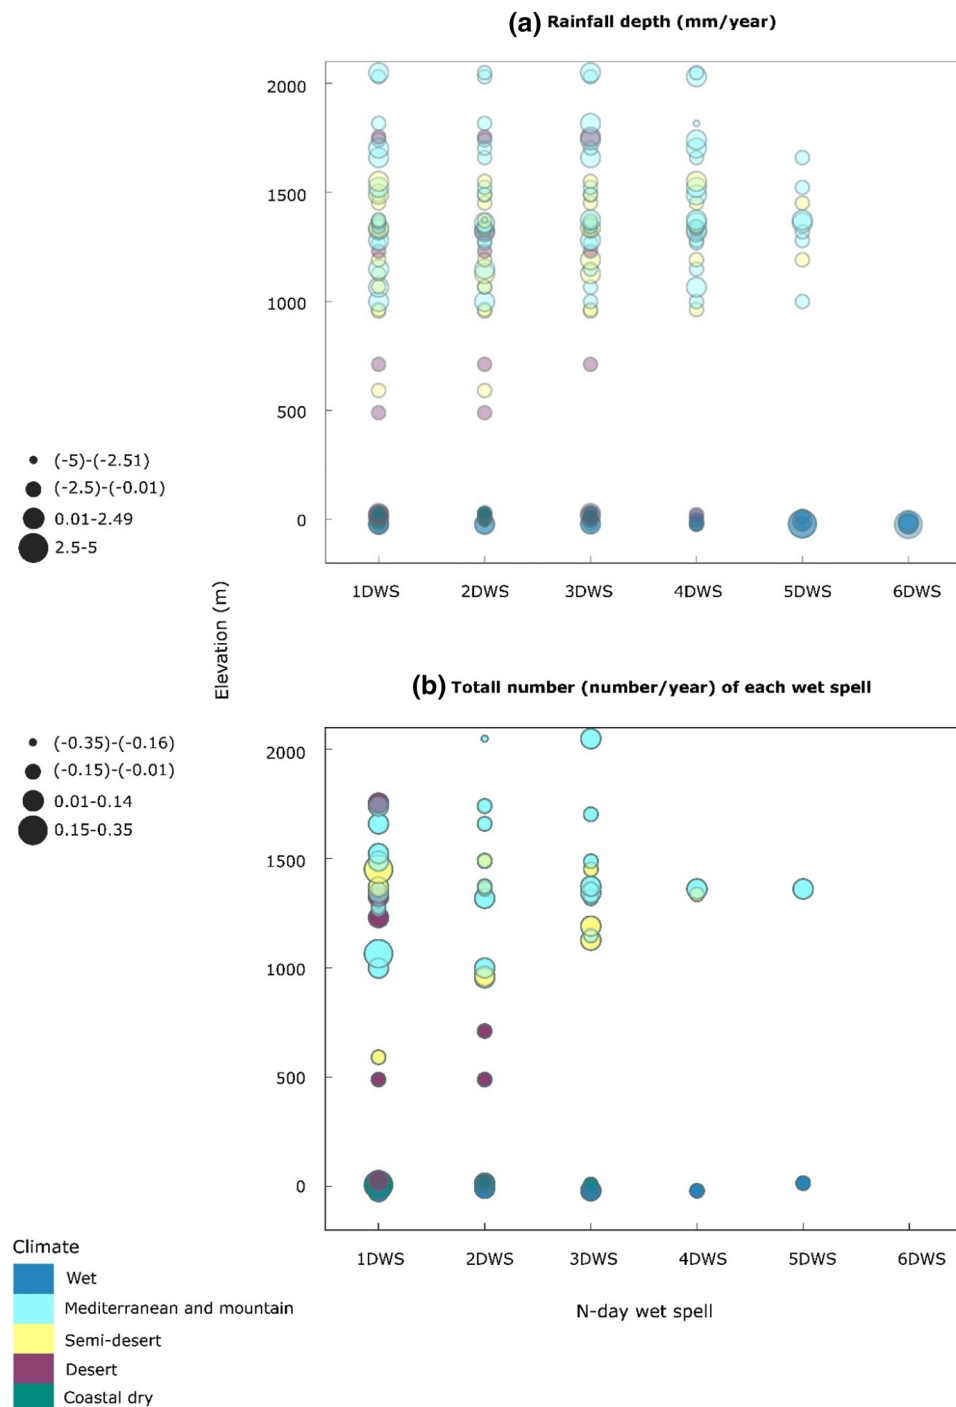 (a) Rainfall depth (mm/year)
2000
1500
1000
500
0
(-5)-(-2.51)
(-2.5)-(-0.01)
0.01-2.49
2.5-5
1DWS 2DWS 3DWS 4DWS 5DWS 6DWS
Elevation (m)
(b) Totall number (number/year) of each wet spell
(-0.35)-(-0.16)
(-0.15)-(-0.01)
0.01-0.14
0.15-0.35
2000
1500
1000
500
0
1DWS 2DWS 3DWS 4DWS 5DWS 6DWS
N-day wet spell
Climate
Wet
Mediterranean and mountain
Semi-desert
Desert
Coastal dry